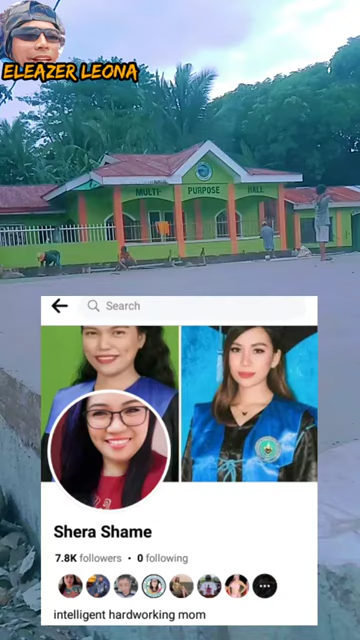 ELEAZER LEONA
MULTI- PURPOSE HALL
Search
Shera Shame
7.8K followers • 0 following
intelligent hardworking mom